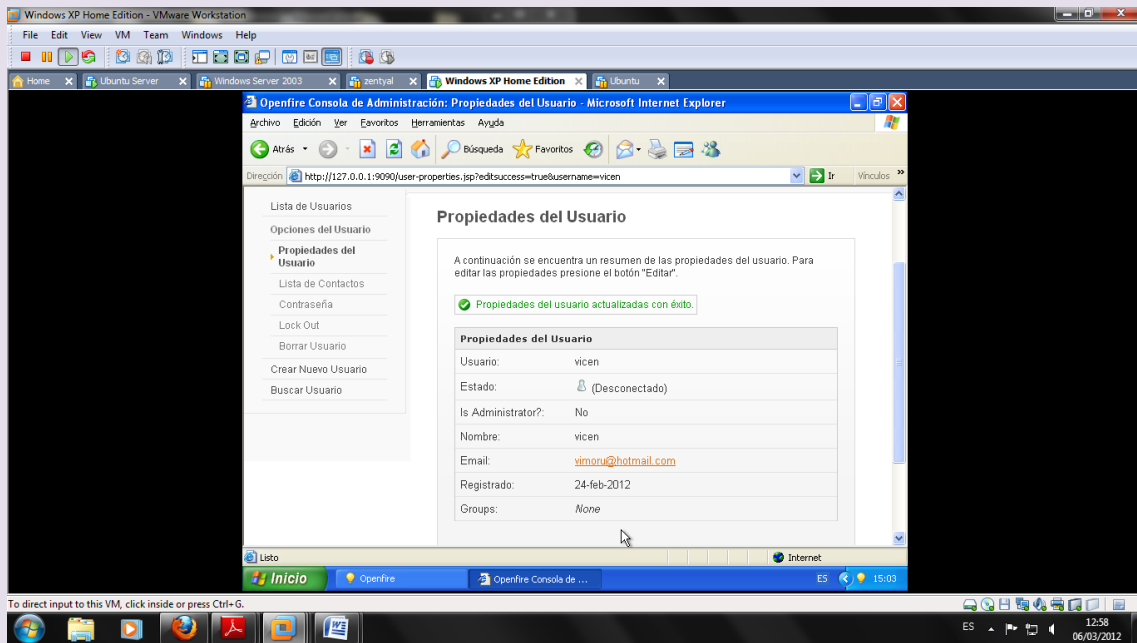 Windows XP Home Edition - VMware Workstation
File Edit View VM Team Windows Help
Home Ubuntu Server Windows Server 2003 zentyal Windows XP Home Edition Ubuntu
Openfire Consola de Administración: Propiedades del Usuario - Microsoft Internet Explorer
Archivo Edición Ver Favoritos Herramientas Ayuda
Atrás Búsqueda Favoritos
Dirección http://127.0.0.1:9090/user-properties.jsp?editsuccess=true&username=vicen Ir Vínculos »
Lista de Usuarios
Opciones del Usuario
Propiedades del
Usuario
Lista de Contactos
Contraseña
Lock Out
Borrar Usuario
Crear Nuevo Usuario
Buscar Usuario
Propiedades del Usuario
A continuación se encuentra un resumen de las propiedades del usuario. Para
editar las propiedades presione el botón "Editar".
Propiedades del usuario actualizadas con éxito.
Propiedades del Usuario
Usuario: vicen
Estado: (Desconectado)
Is Administrator?: No
Nombre: vicen
Email: vimoru@hotmail.com
Registrado: 24-feb-2012
Groups: None
Listo Internet
Inicio Openfire Openfire Consola de ... ES 15:03
To direct input to this VM, click inside or press Ctrl+G.
ES 12:58
06/03/2012